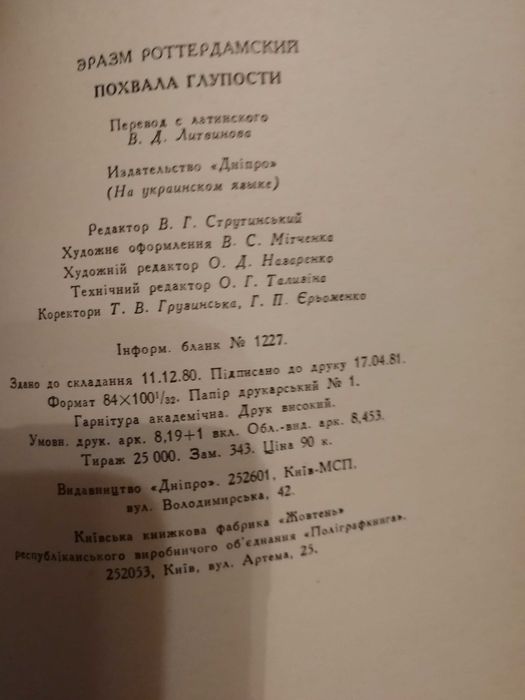 ЭРАЗМ РОТТЕРДАМСКИЙ
ПОХВАЛА ГЛУПОСТИ
Перевод с латинского
В. Д. Литвинова
Издательство «Дніпро»
(На украинском языке)
Редактор В. Г. Струтинський
Художнє оформлення В. С. Мітченка
Художній редактор О. Д. Назаренко
Технічний редактор О. Г. Талигіна
Коректори Т. В. Грузинська, Г. П. Єрьоменко
Інформ. бланк № 1227.
Здано до складання 11.12.80. Підписано до друку 17.04.81.
Формат 84×100¹/₃₂. Папір друкарський № 1.
Гарнітура академічна. Друк високий.
Умовн. друк. арк. 8,19+1 вкл. Обл.-вид. арк. 8,453.
Тираж 25 000. Зам. 343. Ціна 90 к.
Видавництво «Дніпро». 252601, Київ-МСП.
вул. Володимирська, 42.
Київська книжкова фабрика «Жовтень»
республіканського виробничого об'єднання «Поліграфкнига».
252053, Київ, вул. Артема, 25.